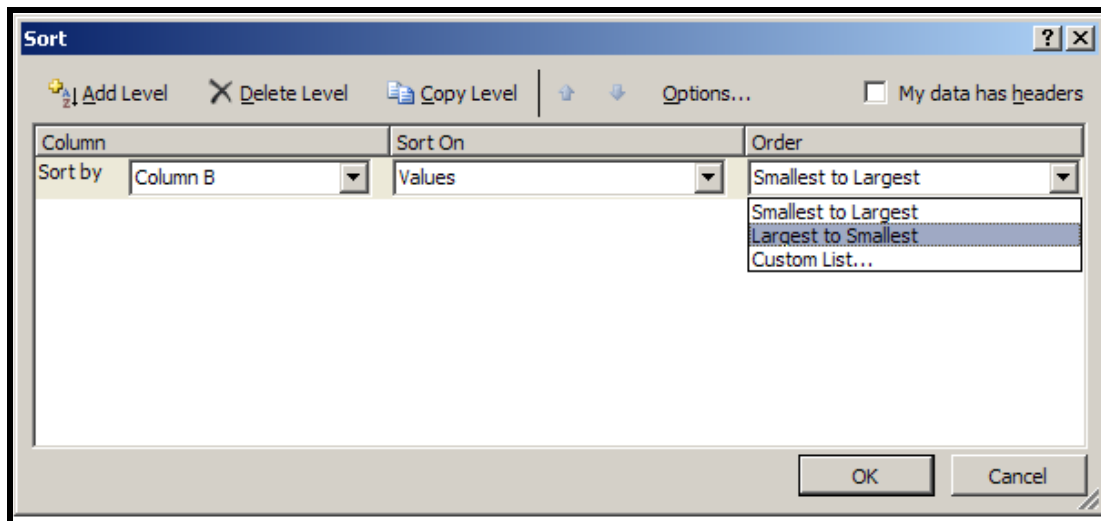 Sort
Add Level Delete Level Copy Level Options... My data has headers
Column Sort On Order
Sort by Column B Values Smallest to Largest
Smallest to Largest
Largest to Smallest
Custom List...
OK Cancel